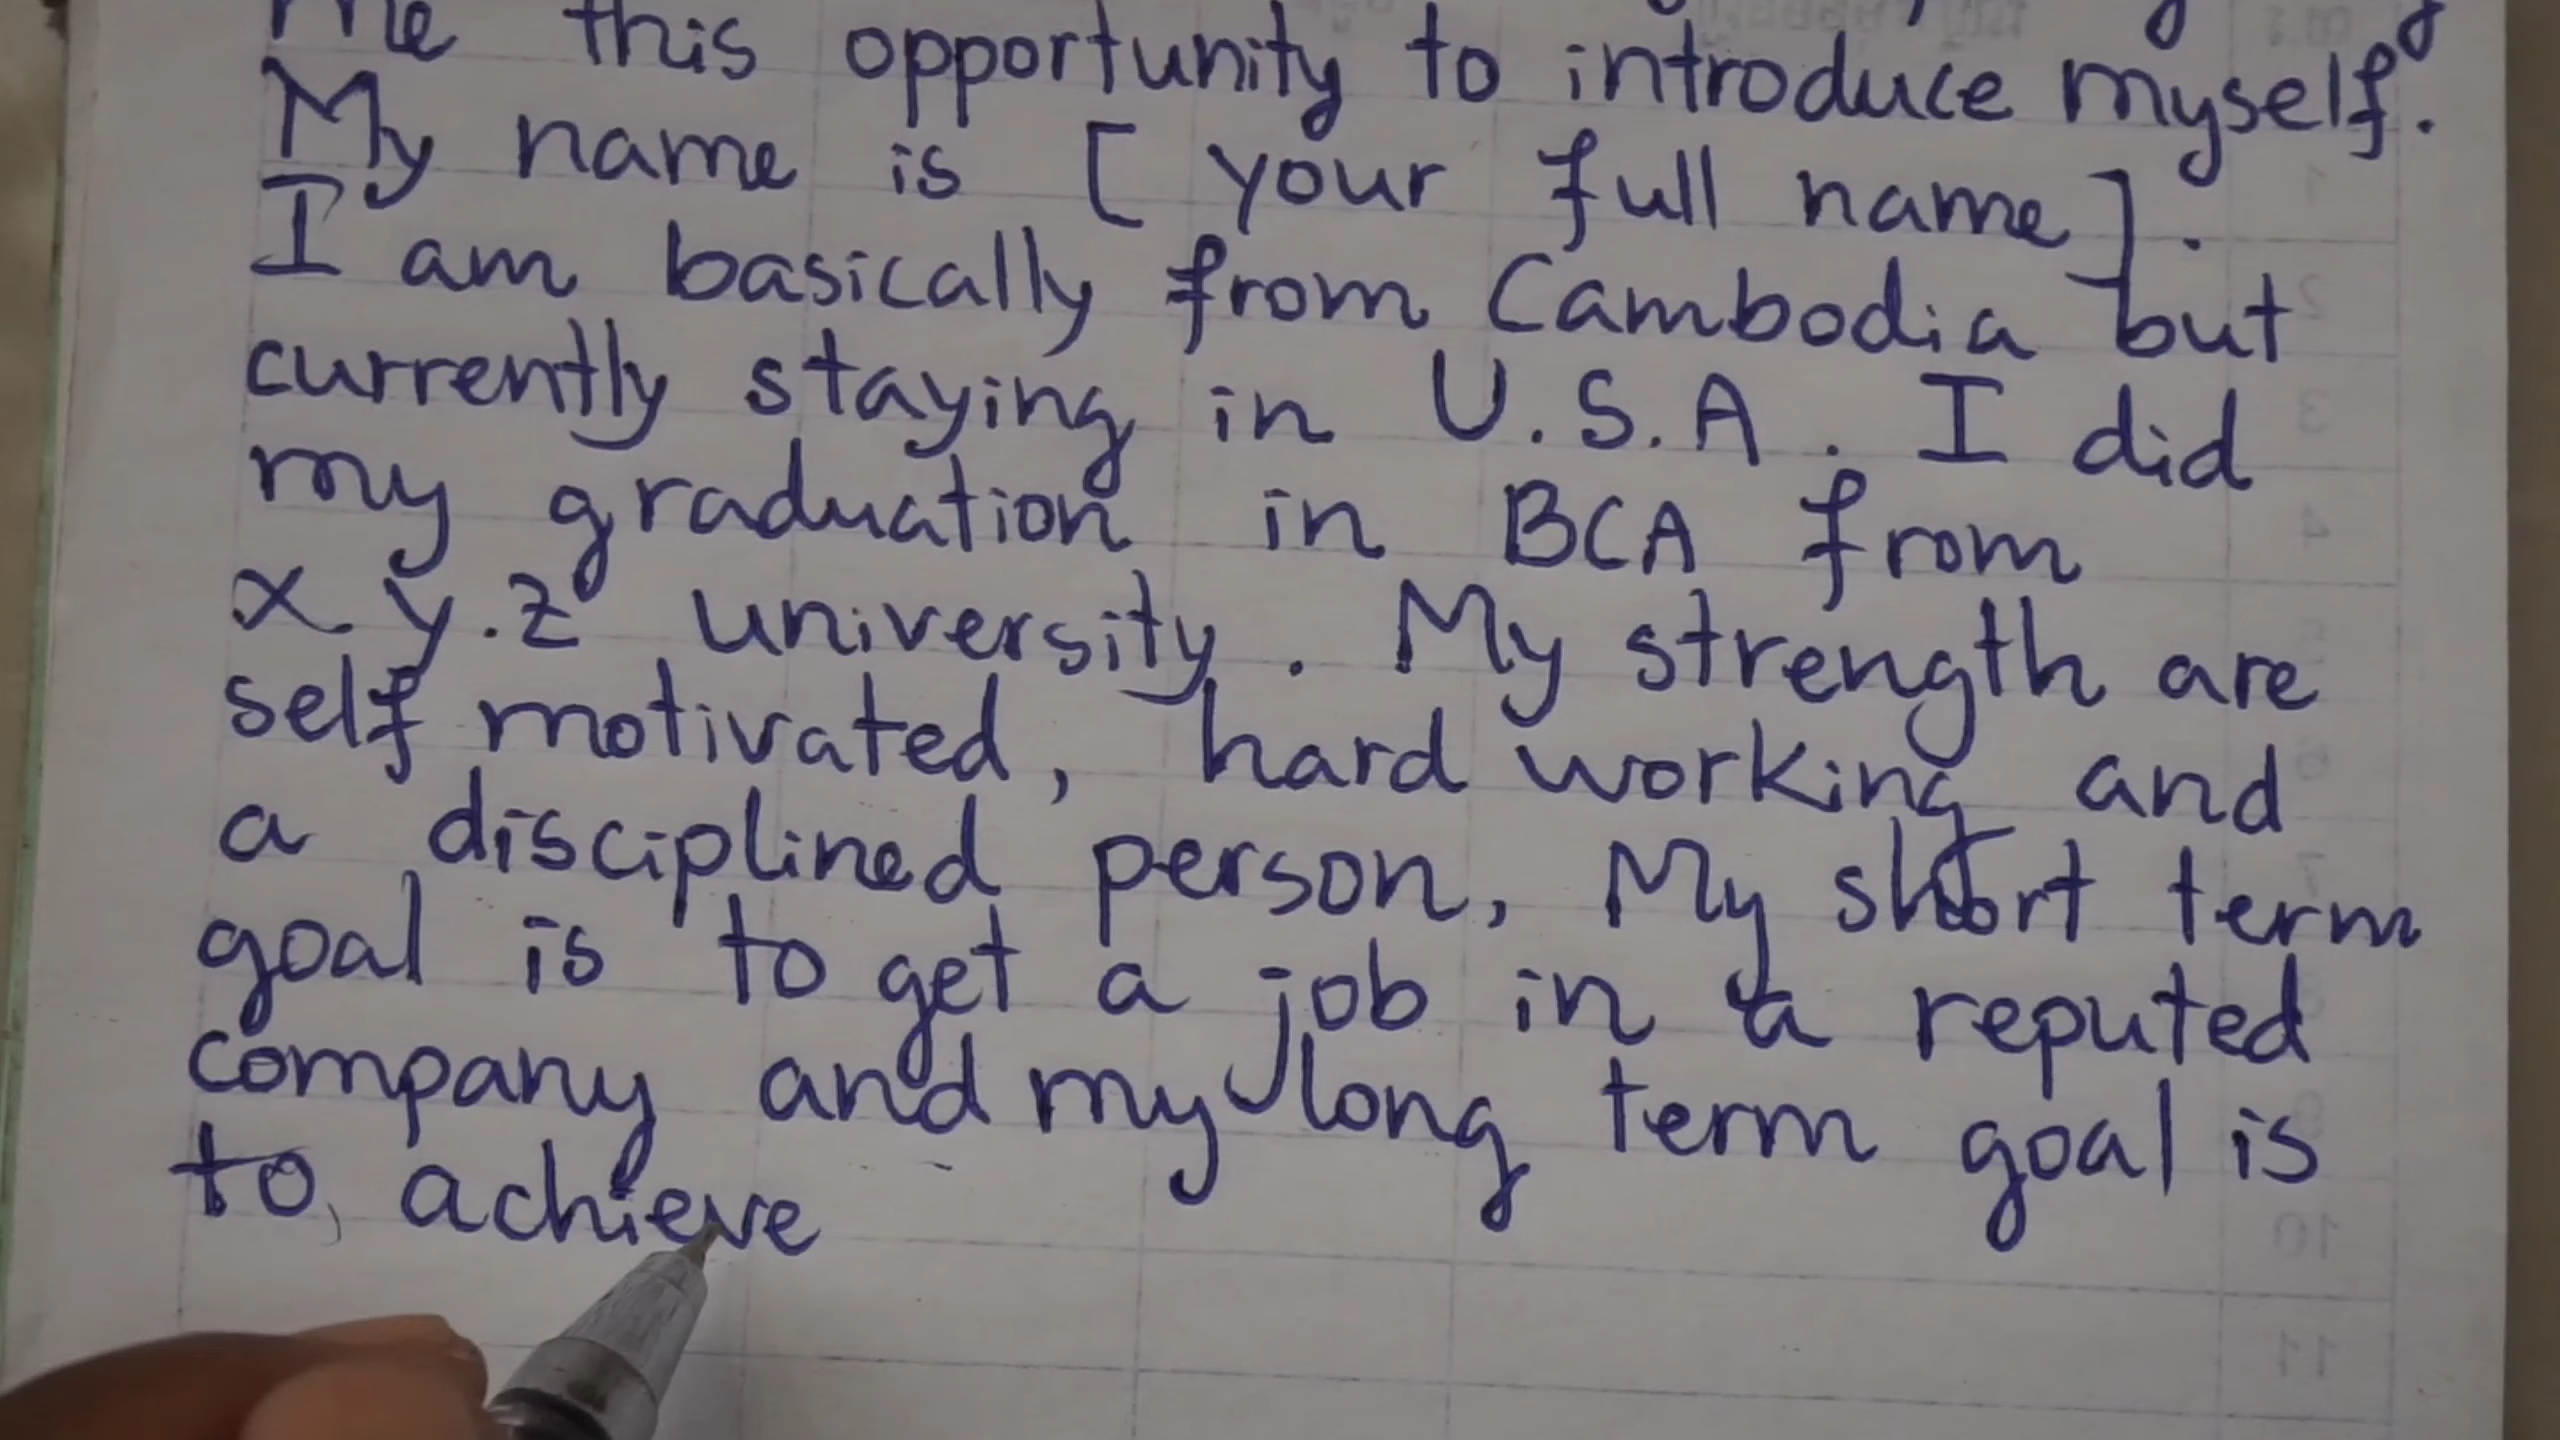 me this opportunity to introduce myself.
My name is [ your full name ].
I am basically from Cambodia but
currently staying in U.S.A. I did
my graduation in BCA from
x.y.z university. My strength are
self motivated, hard working and
a disciplined person, My short term
goal is to get a job in a reputed
company and my long term goal is
to, achieve